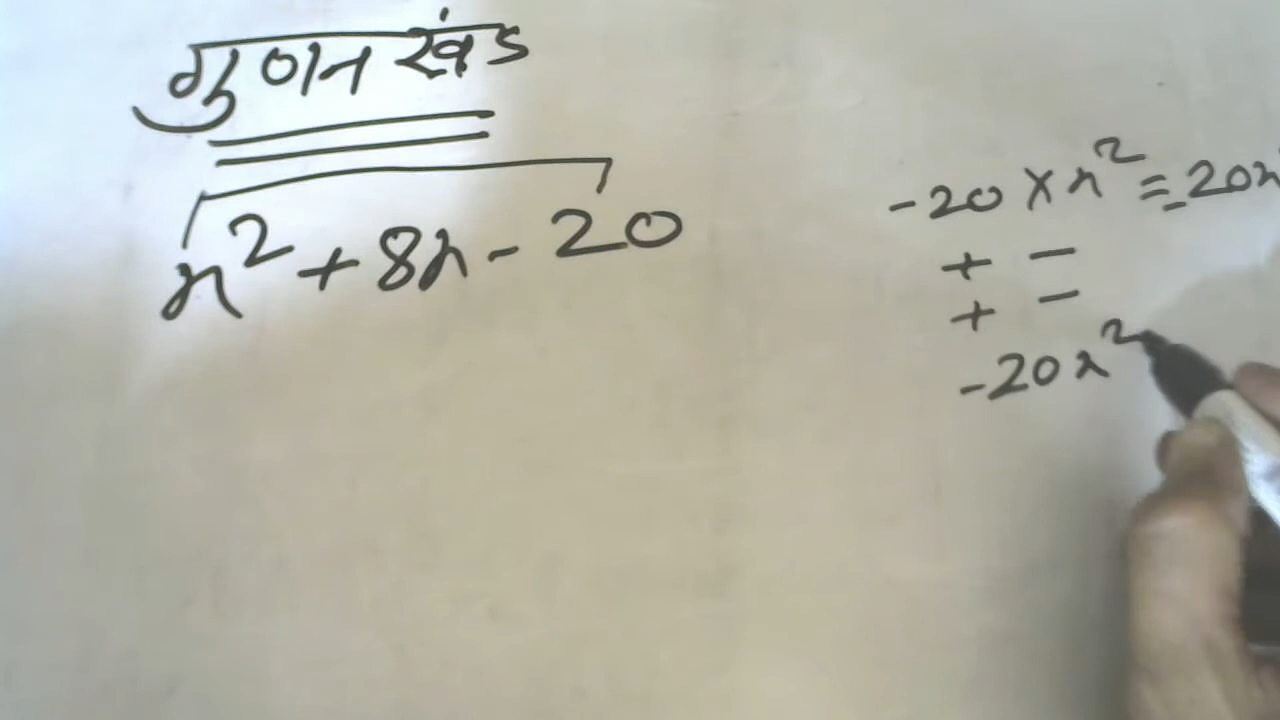 गुणनखंड
x² + 8x - 20
-20 × x² = -20x
+ -
+ -
-20x²